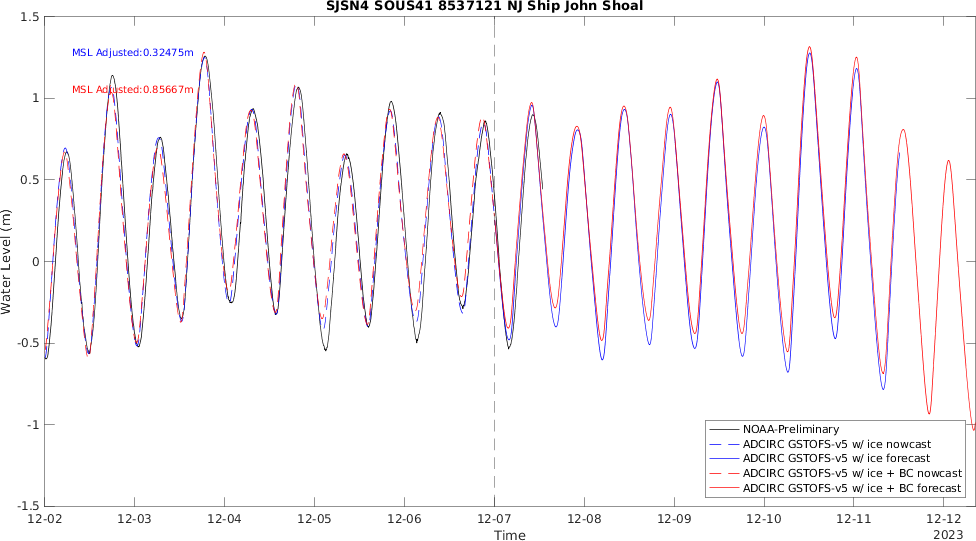 SJSN4 SOUS41 8537121 NJ Ship John Shoal
1.5
MSL Adjusted:0.32475m
MSL Adjusted:0.85667m
1
0.5
0
-0.5
-1
-1.5
Water Level (m)
NOAA-Preliminary
ADCIRC GSTOFS-v5 w/ ice nowcast
ADCIRC GSTOFS-v5 w/ ice forecast
ADCIRC GSTOFS-v5 w/ ice + BC nowcast
ADCIRC GSTOFS-v5 w/ ice + BC forecast
12-02 12-03 12-04 12-05 12-06 12-07 12-08 12-09 12-10 12-11 12-12
Time
2023